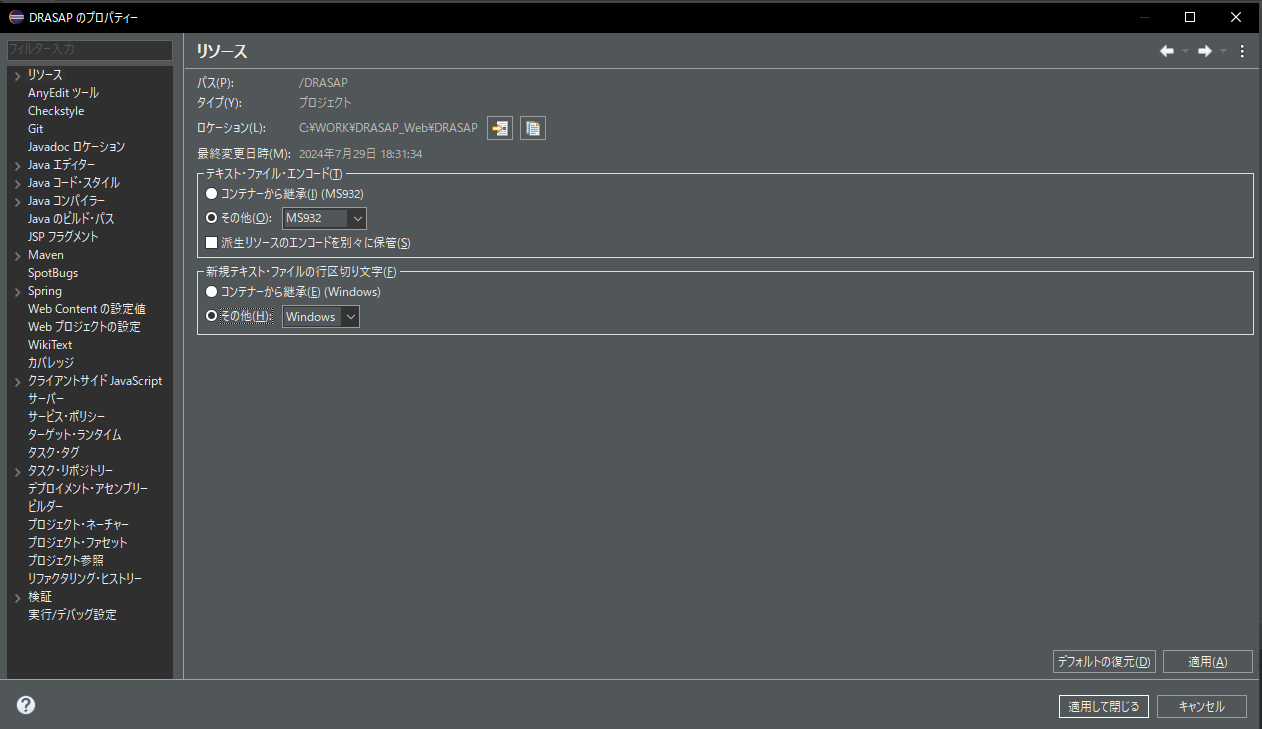 DRASAP のプロパティー
フィルター入力
リソース
AnyEdit ツール
Checkstyle
Git
Javadoc ロケーション
Java エディター
Java コード・スタイル
Java コンパイラー
Java のビルド・パス
JSP フラグメント
Maven
SpotBugs
Spring
Web Content の設定値
Web プロジェクトの設定
WikiText
カバレッジ
クライアントサイド JavaScript
サーバー
サービス・ポリシー
ターゲット・ランタイム
タスク・タグ
タスク・リポジトリー
デプロイメント・アセンブリー
ビルダー
プロジェクト・ネーチャー
プロジェクト・ファセット
プロジェクト参照
リファクタリング・ヒストリー
検証
実行/デバッグ設定
リソース
パス(P): /DRASAP
タイプ(Y): プロジェクト
ロケーション(L): C:¥WORK¥DRASAP_Web¥DRASAP
最終変更日時(M): 2024年7月29日 18:31:34
テキスト・ファイル・エンコード(T)
コンテナーから継承(I) (MS932)
その他(O): MS932
派生リソースのエンコードを別々に保管(S)
新規テキスト・ファイルの行区切り文字(F)
コンテナーから継承(E) (Windows)
その他(H): Windows
デフォルトの復元(D) 適用(A)
適用して閉じる キャンセル